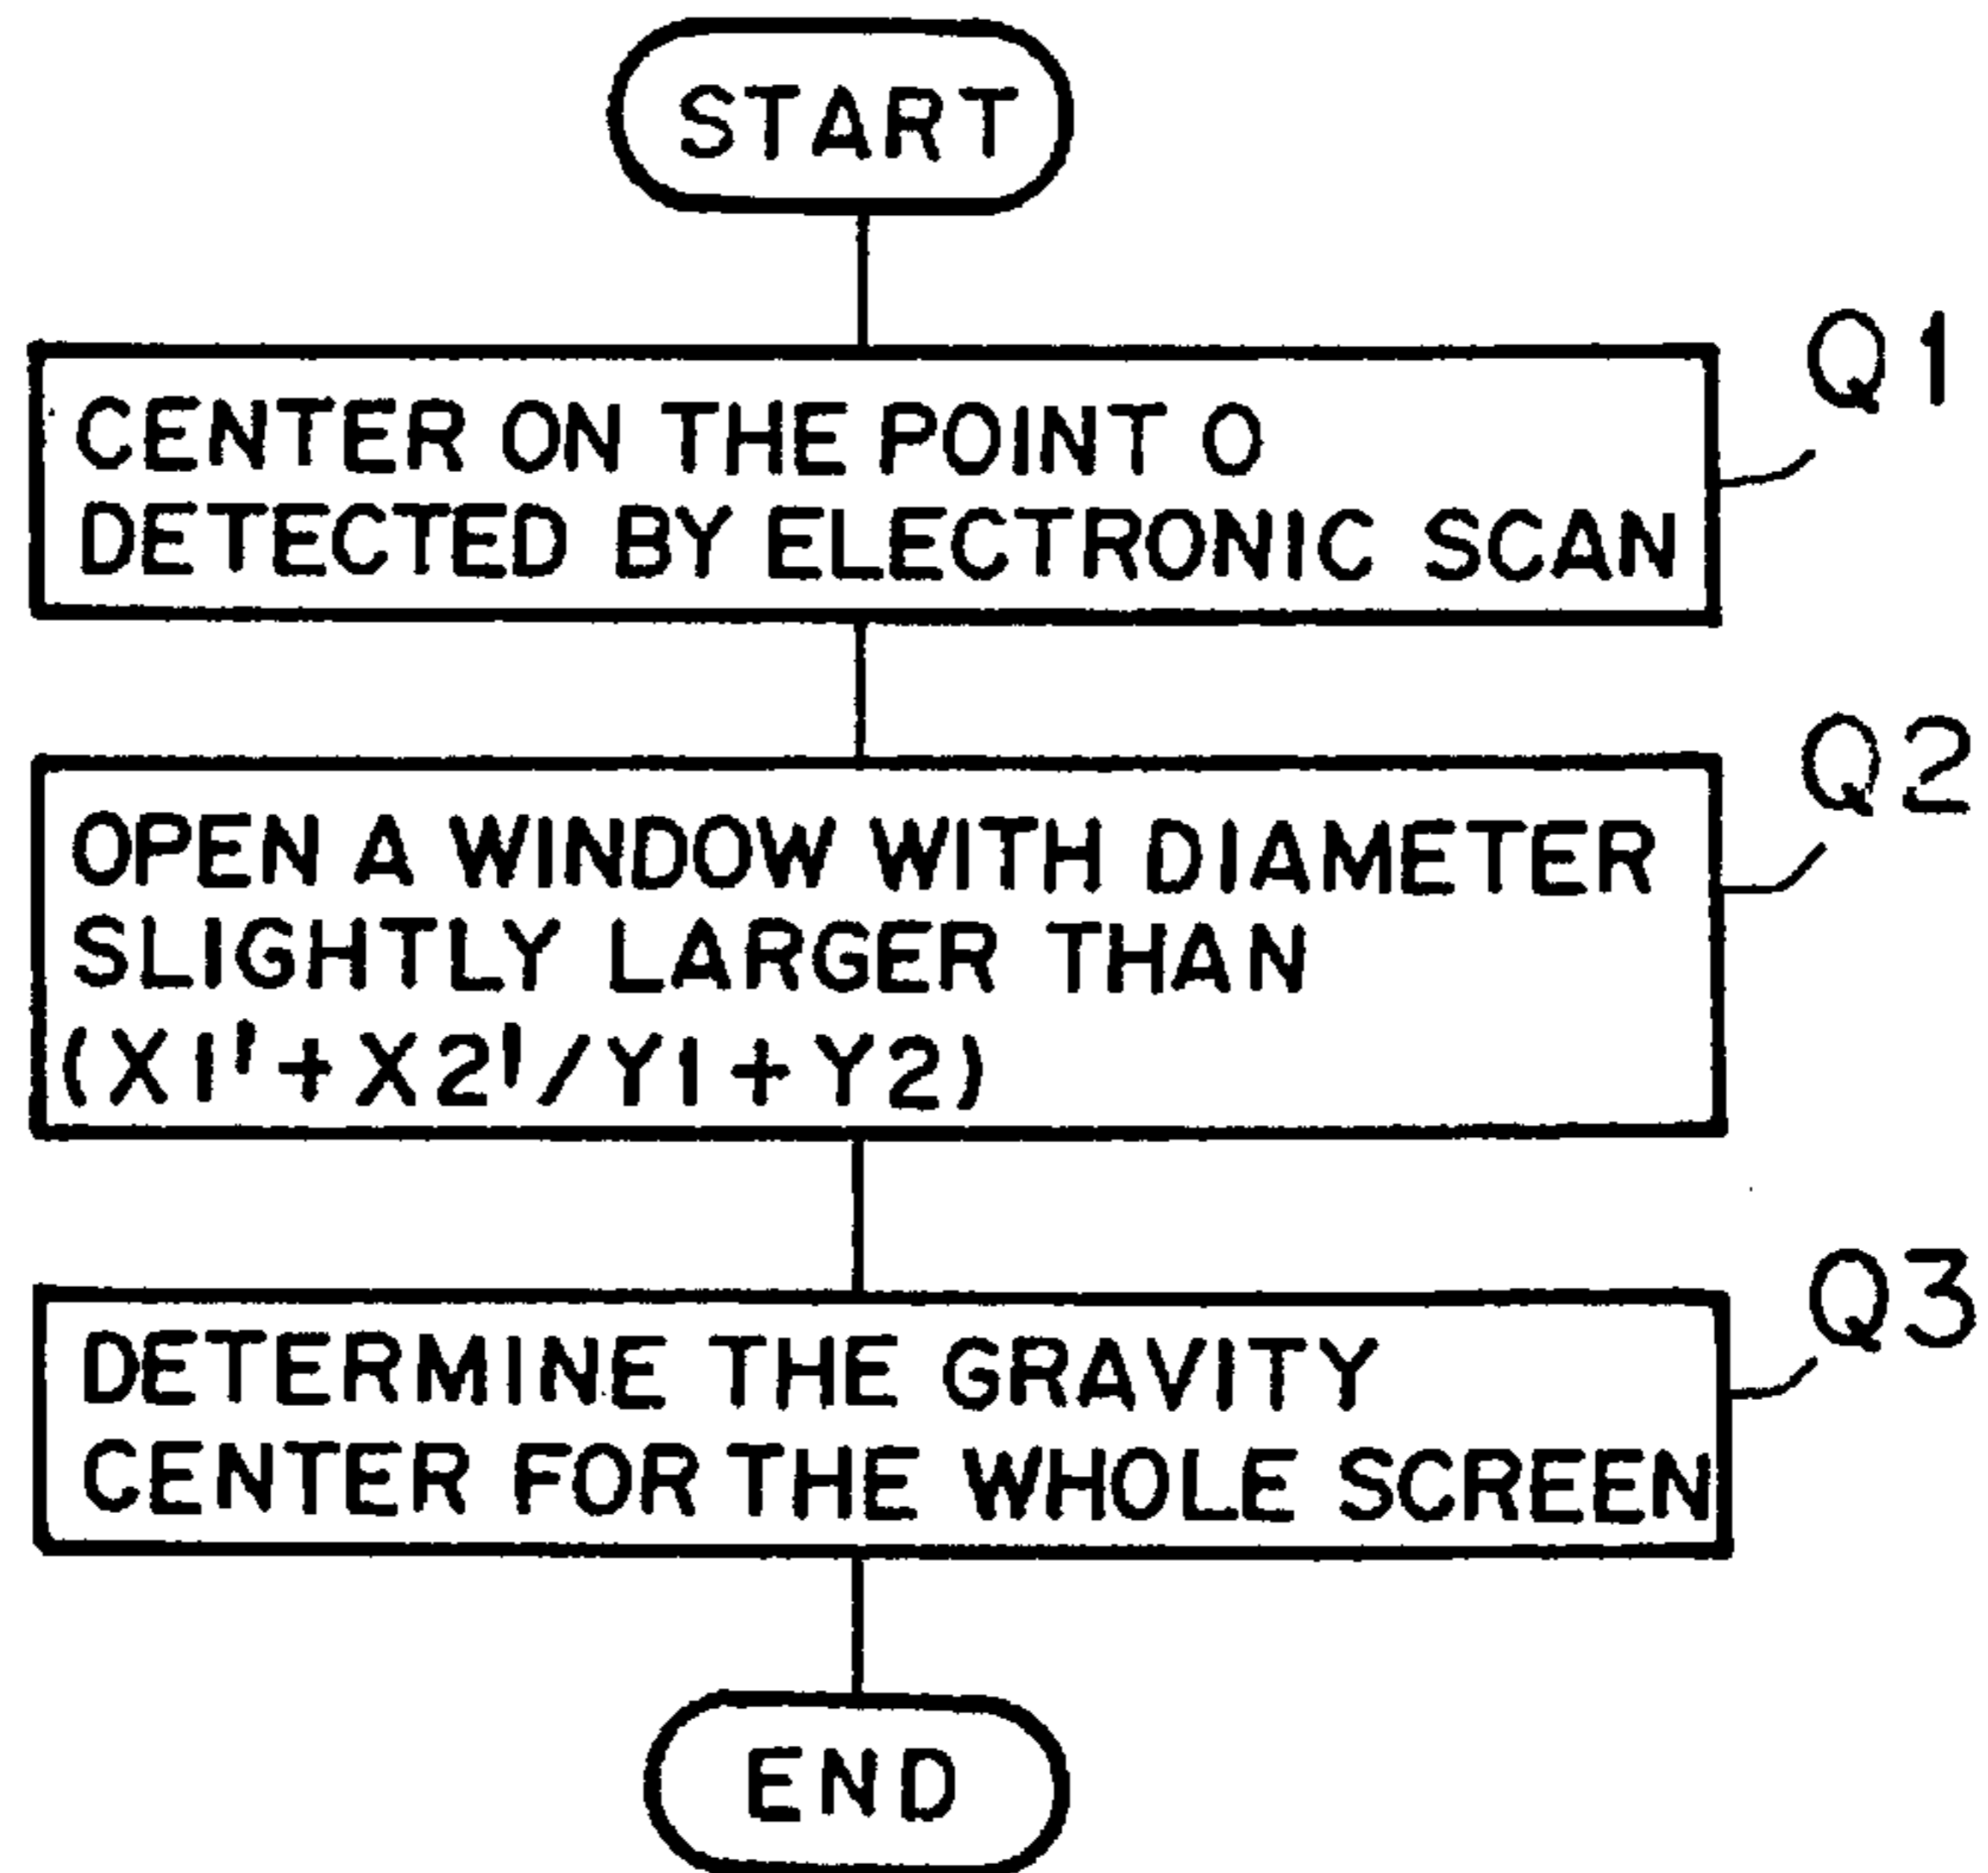 START
Q1
CENTER ON THE POINT O
DETECTED BY ELECTRONIC SCAN
Q2
OPEN A WINDOW WITH DIAMETER
SLIGHTLY LARGER THAN
(X1'+X2'/Y1+Y2)
Q3
DETERMINE THE GRAVITY
CENTER FOR THE WHOLE SCREEN
END